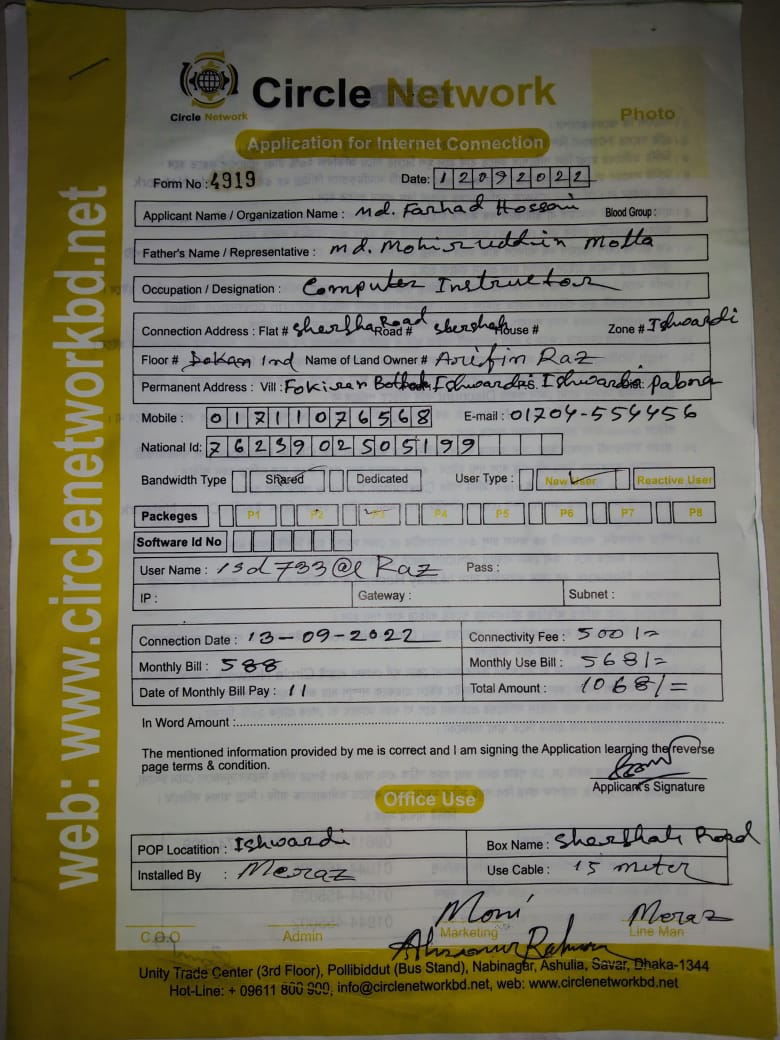 Circle Network
Circle Network
Photo
Application for Internet Connection
Form No : 4919 Date: 12092022
Applicant Name / Organization Name : Md. Farhad Hossain Blood Group :
Father's Name / Representative : md. Mohiruddin Molla
Occupation / Designation : Computer Instructor
Connection Address : Flat # Shersha Road Road # Shershah House # Zone # Ishwardi
Floor # Dokan Ind Name of Land Owner # Arifin Raz
Permanent Address : Vill : Ishwardi P.S. Ishwardi Dist: Pabna
Mobile : 01711076568 E-mail : 01704-554456
National Id: 7623902505199
Bandwidth Type Shared Dedicated User Type : New User Reactive User
Packeges P1 P2 P3 P4 P5 P6 P7 P8
Software Id No
User Name : isd733@ Raz Pass :
IP : Gateway : Subnet :
Connection Date : 13-09-2022 Connectivity Fee : 500/=
Monthly Bill : 588 Monthly Use Bill : 568/=
Date of Monthly Bill Pay : 11 Total Amount : 1068/=
In Word Amount :
The mentioned information provided by me is correct and I am signing the Application learning the reverse
page terms & condition.
Applicant's Signature
Office Use
POP Locatition : Ishwardi Box Name : Shershah Road
Installed By : Meraz Use Cable : 15 meter
Moni Meraz
C.O.O Admin Marketing Line Man
Unity Trade Center (3rd Floor), Pollibiddut (Bus Stand), Nabinagar, Ashulia, Savar, Dhaka-1344
Hot-Line: + 09611 800 900, info@circlenetworkbd.net, web: www.circlenetworkbd.net
web: www.circlenetworkbd.net